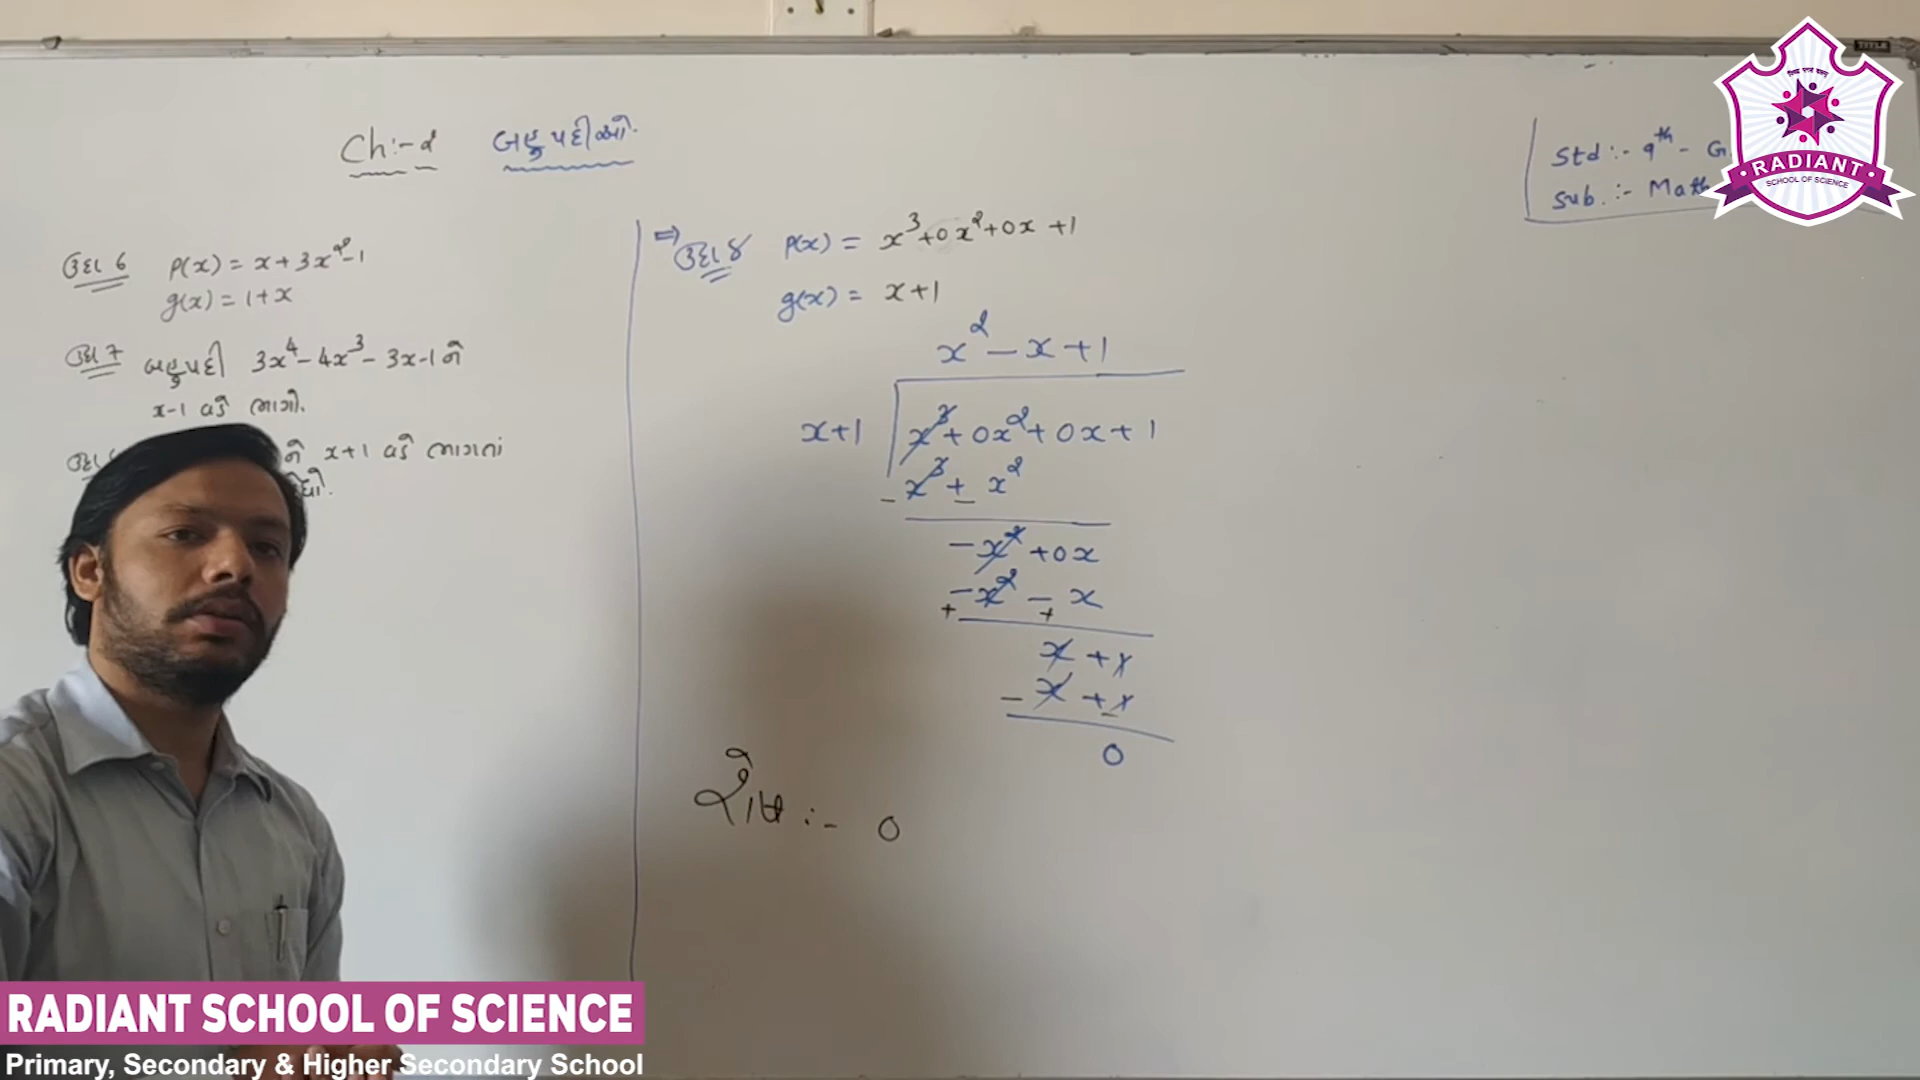 Ch:- ૨ બહુપદીઓ.
Std :- 9th - G
Sub. :- Math
ઉદા 6 p(x) = x + 3x² - 1
g(x) = 1 + x
ઉદા 7 બહુપદી 3x⁴ - 4x³ - 3x - 1 ને
x - 1 વડે ભાગો.
ને x + 1 વડે ભાગતાં
⇒ ઉદા ૪ p(x) = x³ + 0x² + 0x + 1
g(x) = x + 1
x² - x + 1
x + 1 x³ + 0x² + 0x + 1
- x³ + x²
-
- x² + 0x
- x² - x
+ +
x + 1
- x + 1
-
0
શેષ :- 0
RADIANT
SCHOOL OF SCIENCE
RADIANT SCHOOL OF SCIENCE
Primary, Secondary & Higher Secondary School